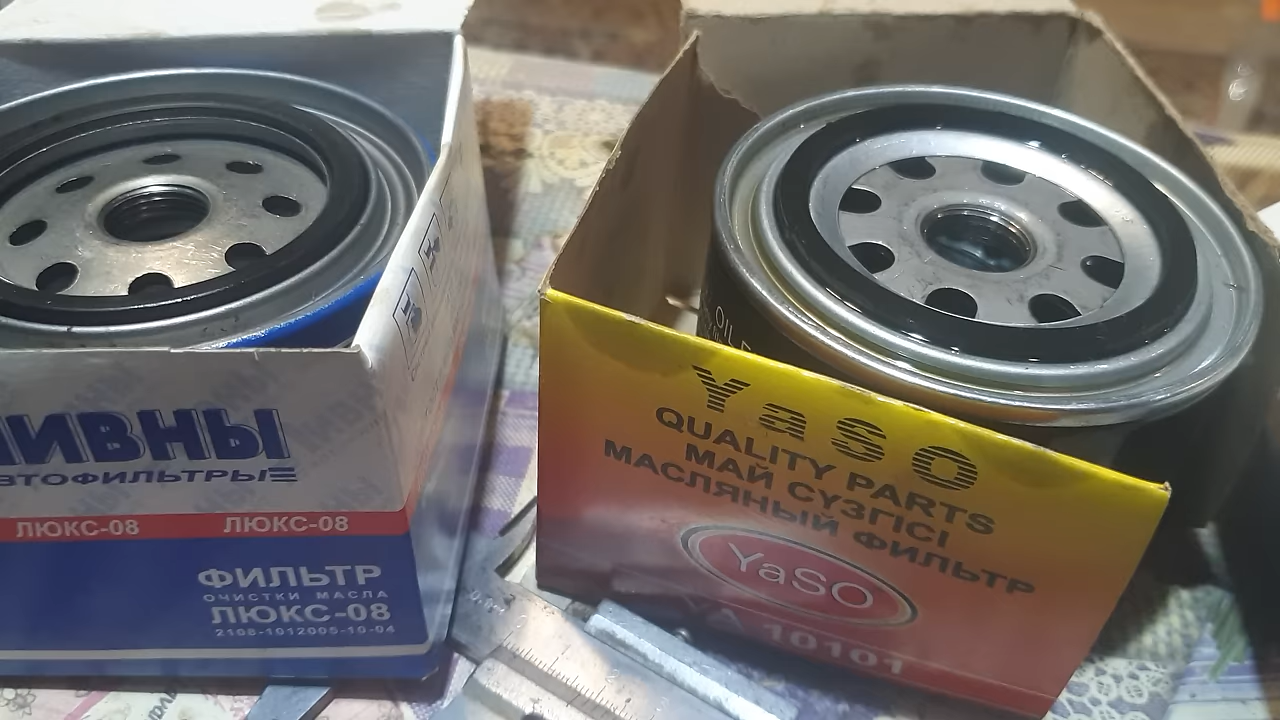 ЛИВНЫ
АВТОФИЛЬТРЫ
ЛЮКС-08 ЛЮКС-08
ФИЛЬТР
ОЧИСТКИ МАСЛА
ЛЮКС-08
2108-1012005-10-04
OIL
YaSO
QUALITY PARTS
МАЙ СҮЗГІСІ
МАСЛЯНЫЙ ФИЛЬТР
YaSO
10101